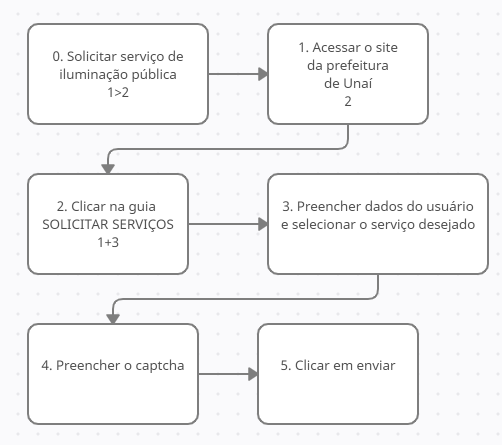 0. Solicitar serviço de
iluminação pública
1>2
1. Acessar o site
da prefeitura
de Unaí
2
2. Clicar na guia
SOLICITAR SERVIÇOS
1+3
3. Preencher dados do usuário
e selecionar o serviço desejado
4. Preencher o captcha
5. Clicar em enviar